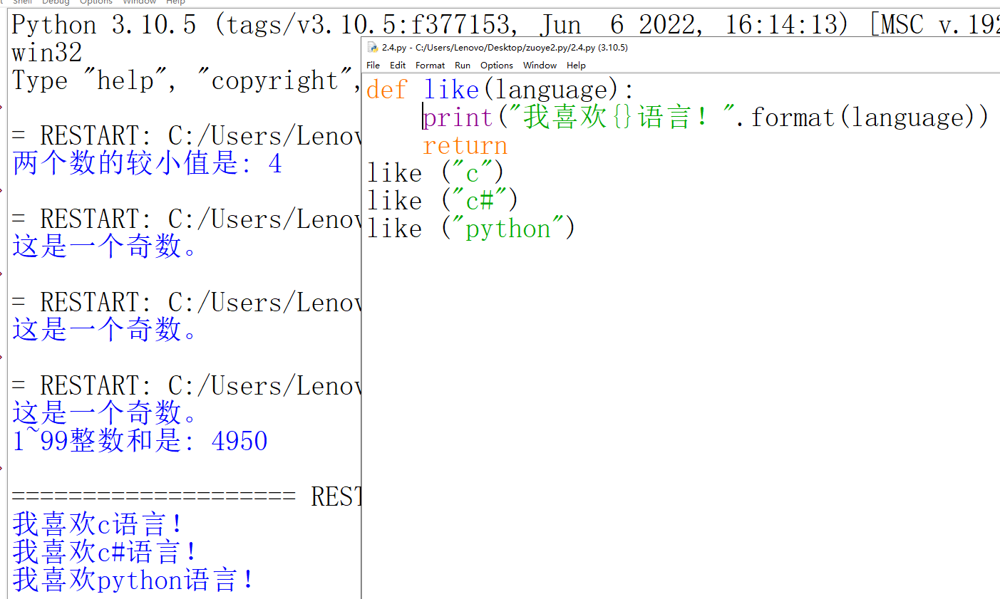 Shell Debug Options Window Help
Python 3.10.5 (tags/v3.10.5:f377153, Jun  6 2022, 16:14:13) [MSC v.192
win32
Type "help", "copyright",
= RESTART: C:/Users/Lenov
两个数的较小值是: 4
= RESTART: C:/Users/Lenov
这是一个奇数。
= RESTART: C:/Users/Lenov
这是一个奇数。
= RESTART: C:/Users/Lenov
这是一个奇数。
1~99整数和是: 4950
==================== REST
我喜欢c语言！
我喜欢c#语言！
我喜欢python语言！
2.4.py - C:/Users/Lenovo/Desktop/zuoye2.py/2.4.py (3.10.5)
File Edit Format Run Options Window Help
def like(language):
    print("我喜欢{}语言！".format(language))
    return
like ("c")
like ("c#")
like ("python")